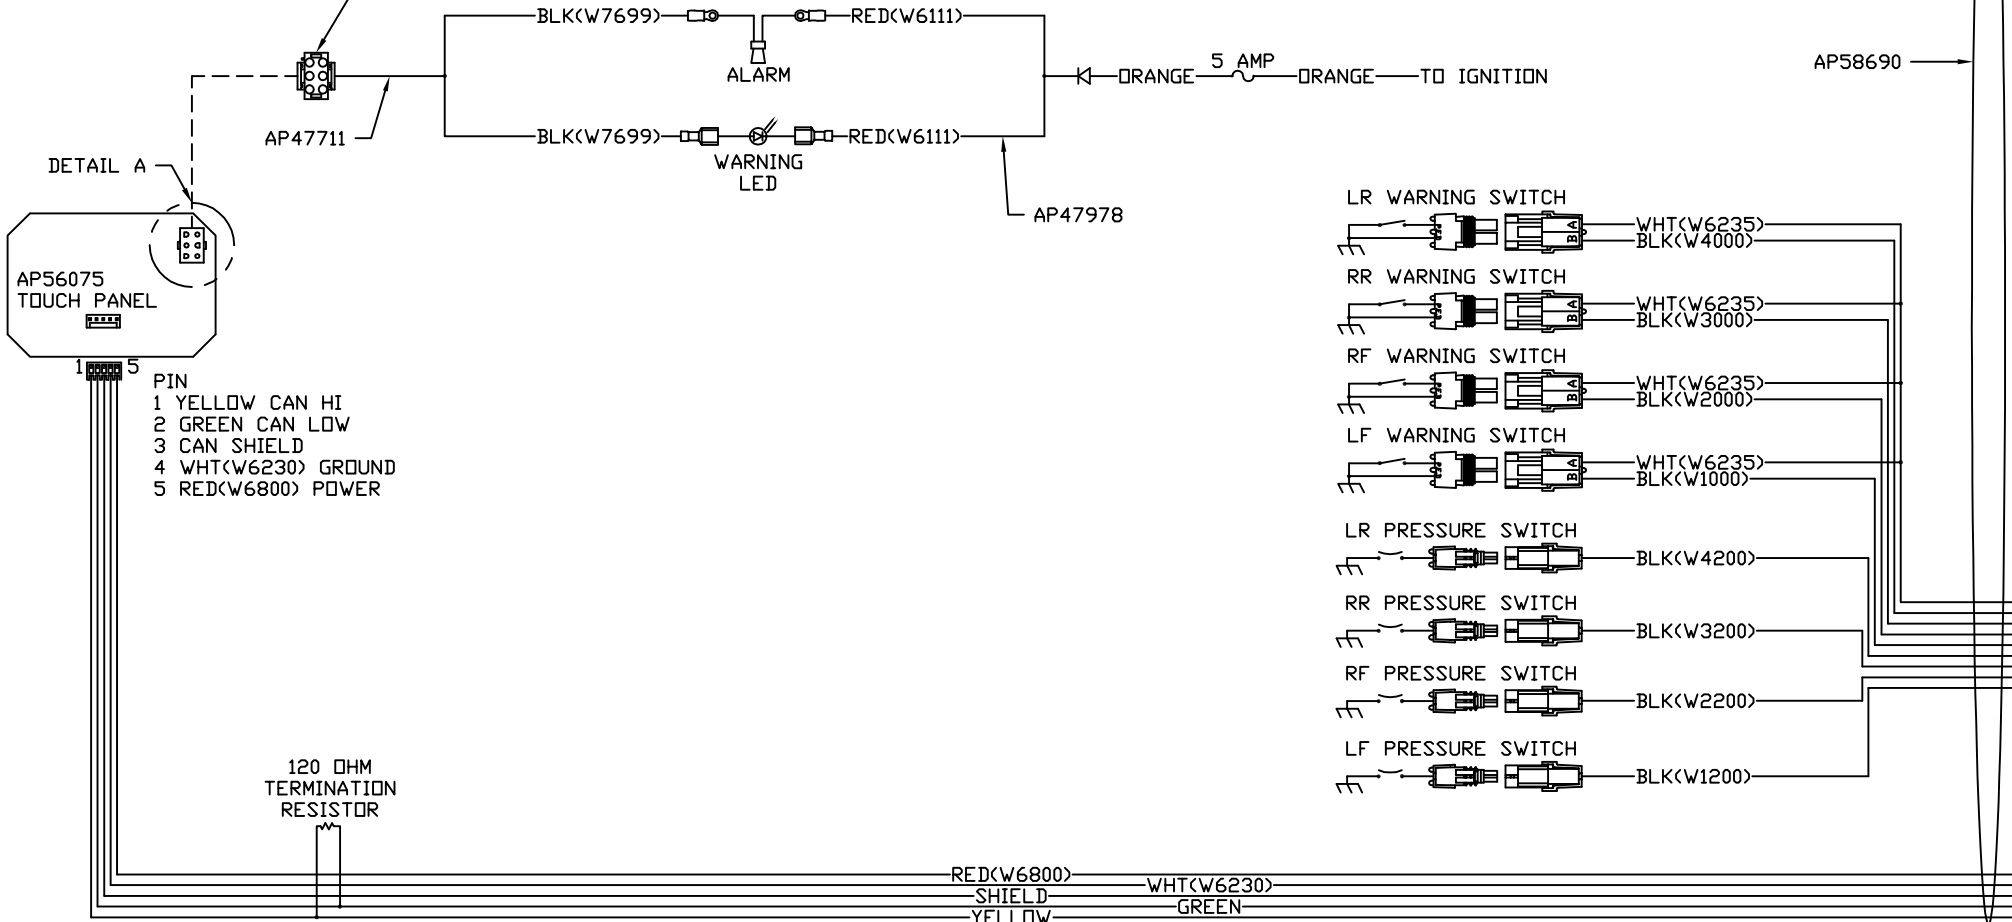 BLK(W7699)
RED(W6111)
ALARM
ORANGE
5 AMP
ORANGE
TO IGNITION
AP58690
AP47711
BLK(W7699)
RED(W6111)
WARNING
LED
DETAIL A
AP47978
AP56075
TOUCH PANEL
1
5
PIN
1 YELLOW CAN HI
2 GREEN CAN LOW
3 CAN SHIELD
4 WHT(W6230) GROUND
5 RED(W6800) POWER
LR WARNING SWITCH
A
B
WHT(W6235)
BLK(W4000)
RR WARNING SWITCH
A
B
WHT(W6235)
BLK(W3000)
RF WARNING SWITCH
A
B
WHT(W6235)
BLK(W2000)
LF WARNING SWITCH
A
B
WHT(W6235)
BLK(W1000)
LR PRESSURE SWITCH
BLK(W4200)
RR PRESSURE SWITCH
BLK(W3200)
RF PRESSURE SWITCH
BLK(W2200)
LF PRESSURE SWITCH
BLK(W1200)
120 OHM
TERMINATION
RESISTOR
RED(W6800)
WHT(W6230)
SHIELD
GREEN
YELLOW